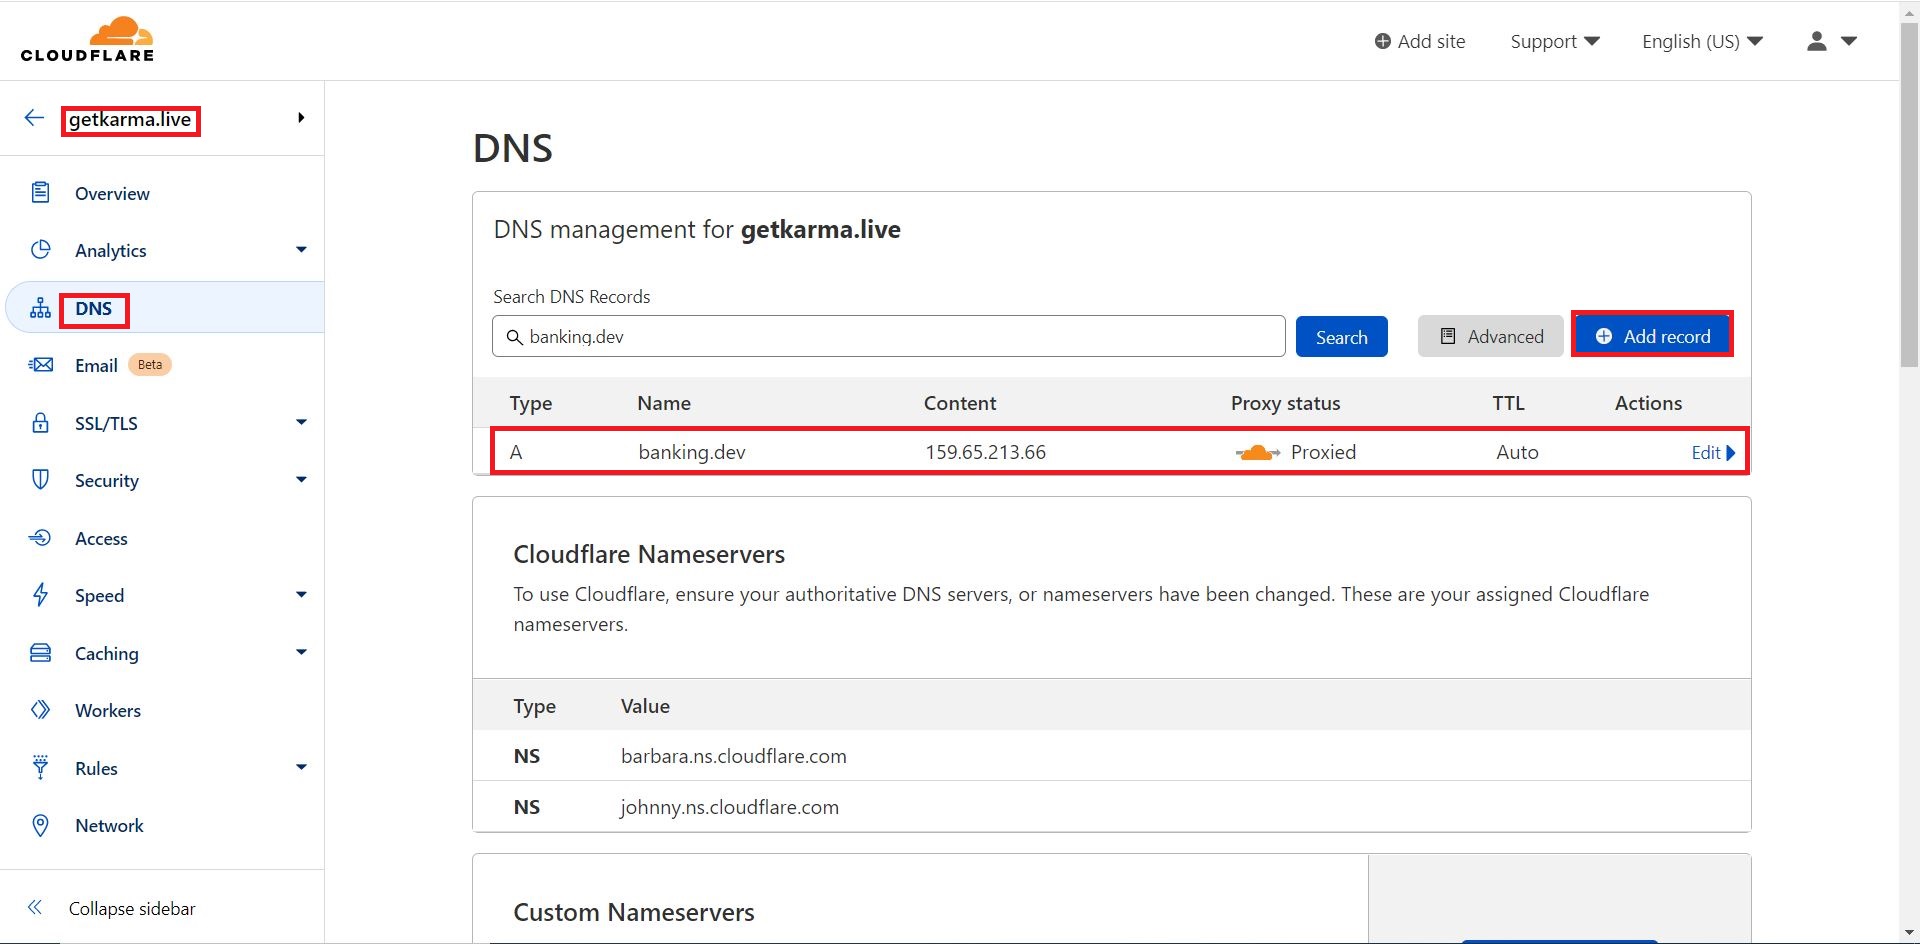 CLOUDFLARE
Add site
Support
English (US)
getkarma.live
Overview
Analytics
DNS
Email Beta
SSL/TLS
Security
Access
Speed
Caching
Workers
Rules
Network
Collapse sidebar
DNS
DNS management for getkarma.live
Search DNS Records
banking.dev
Search
Advanced
Add record
Type Name Content Proxy status TTL Actions
A banking.dev 159.65.213.66 Proxied Auto Edit
Cloudflare Nameservers
To use Cloudflare, ensure your authoritative DNS servers, or nameservers have been changed. These are your assigned Cloudflare
nameservers.
Type Value
NS barbara.ns.cloudflare.com
NS johnny.ns.cloudflare.com
Custom Nameservers